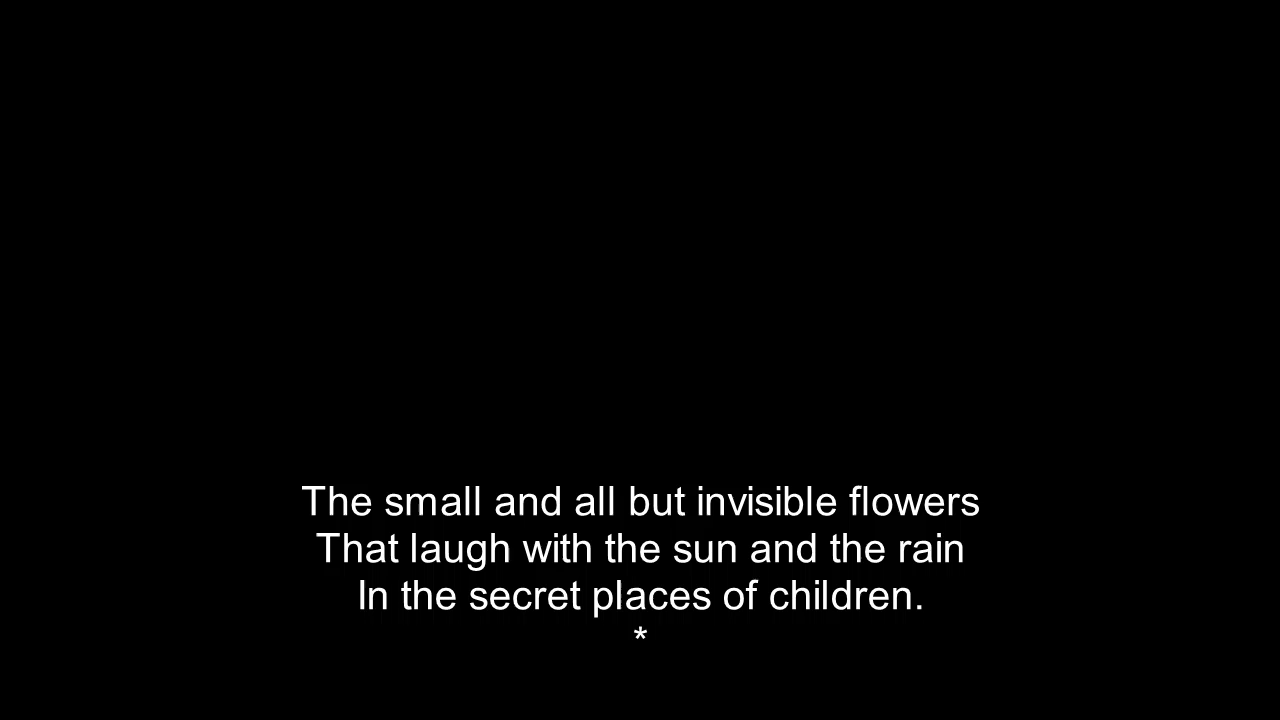 The small and all but invisible flowers
That laugh with the sun and the rain
In the secret places of children.
*